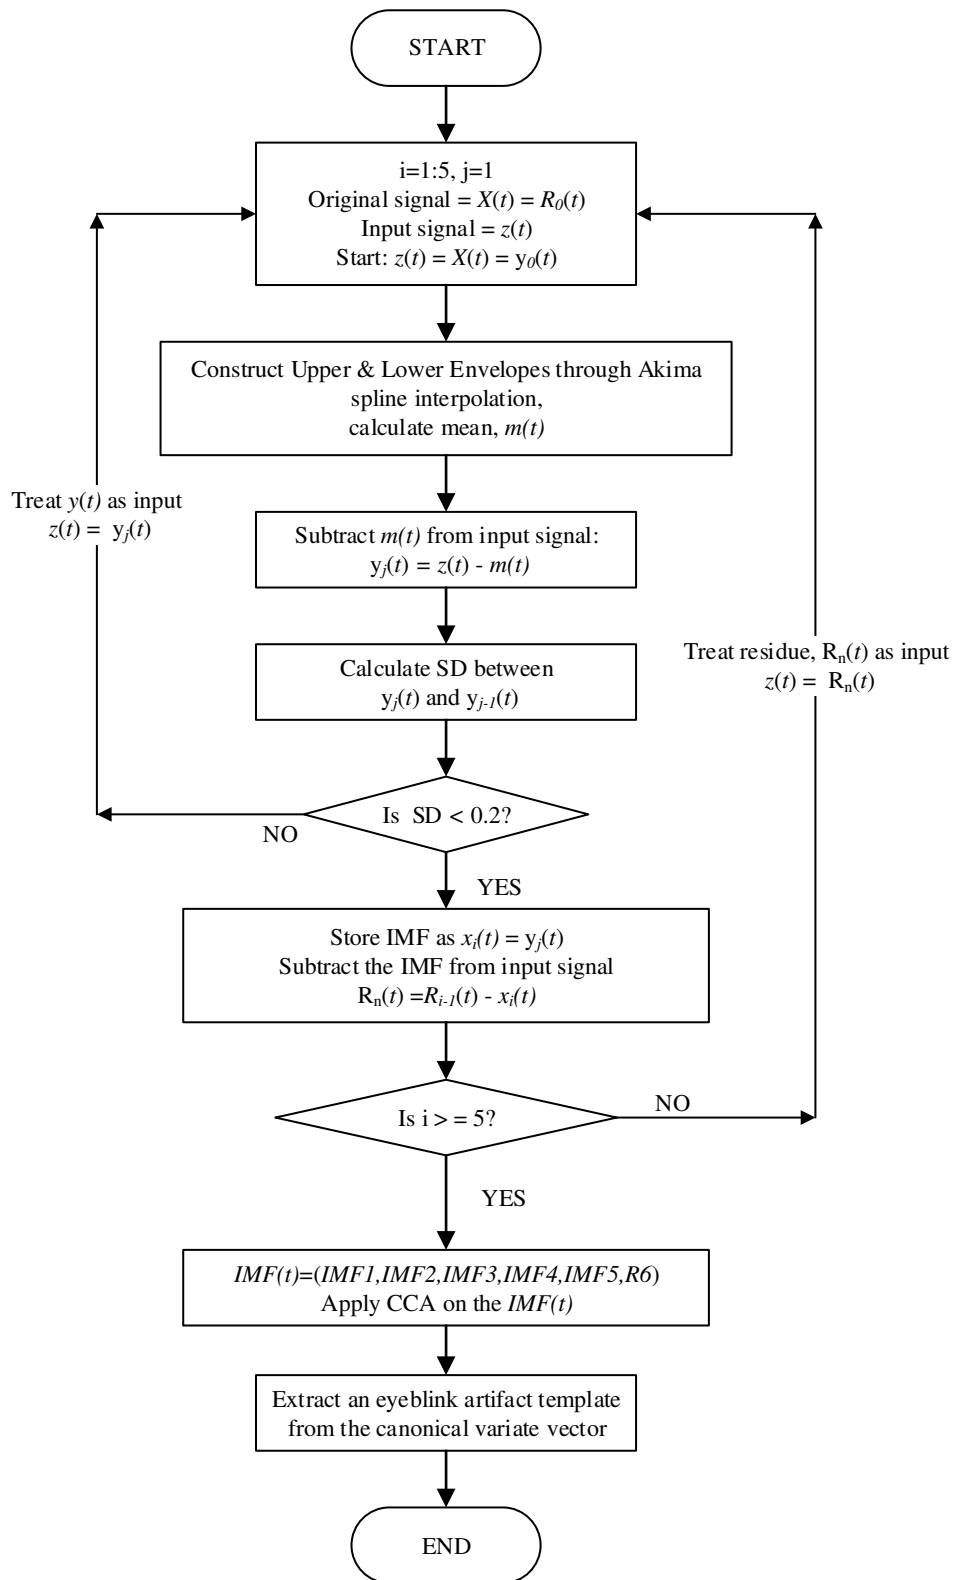 START
i=1:5, j=1
Original signal = X(t) = R0(t)
Input signal = z(t)
Start: z(t) = X(t) = y0(t)
Construct Upper & Lower Envelopes through Akima
spline interpolation,
calculate mean, m(t)
Treat y(t) as input
z(t) = yj(t)
Subtract m(t) from input signal:
yj(t) = z(t) - m(t)
Calculate SD between
yj(t) and yj-1(t)
Treat residue, Rn(t) as input
z(t) = Rn(t)
Is SD < 0.2?
NO
YES
Store IMF as xi(t) = yj(t)
Subtract the IMF from input signal
Rn(t) =Ri-1(t) - xi(t)
Is i > = 5?
NO
YES
IMF(t)=(IMF1,IMF2,IMF3,IMF4,IMF5,R6)
Apply CCA on the IMF(t)
Extract an eyeblink artifact template
from the canonical variate vector
END